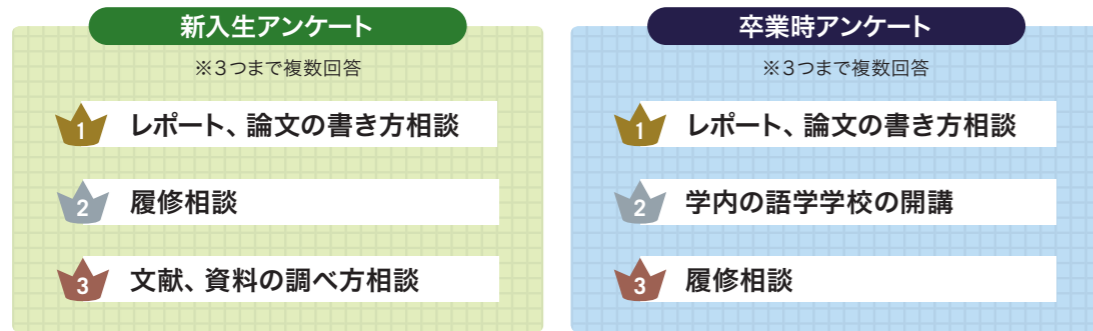 新入生アンケート
※3つまで複数回答
1 レポート、論文の書き方相談
2 履修相談
3 文献、資料の調べ方相談
卒業時アンケート
※3つまで複数回答
1 レポート、論文の書き方相談
2 学内の語学学校の開講
3 履修相談